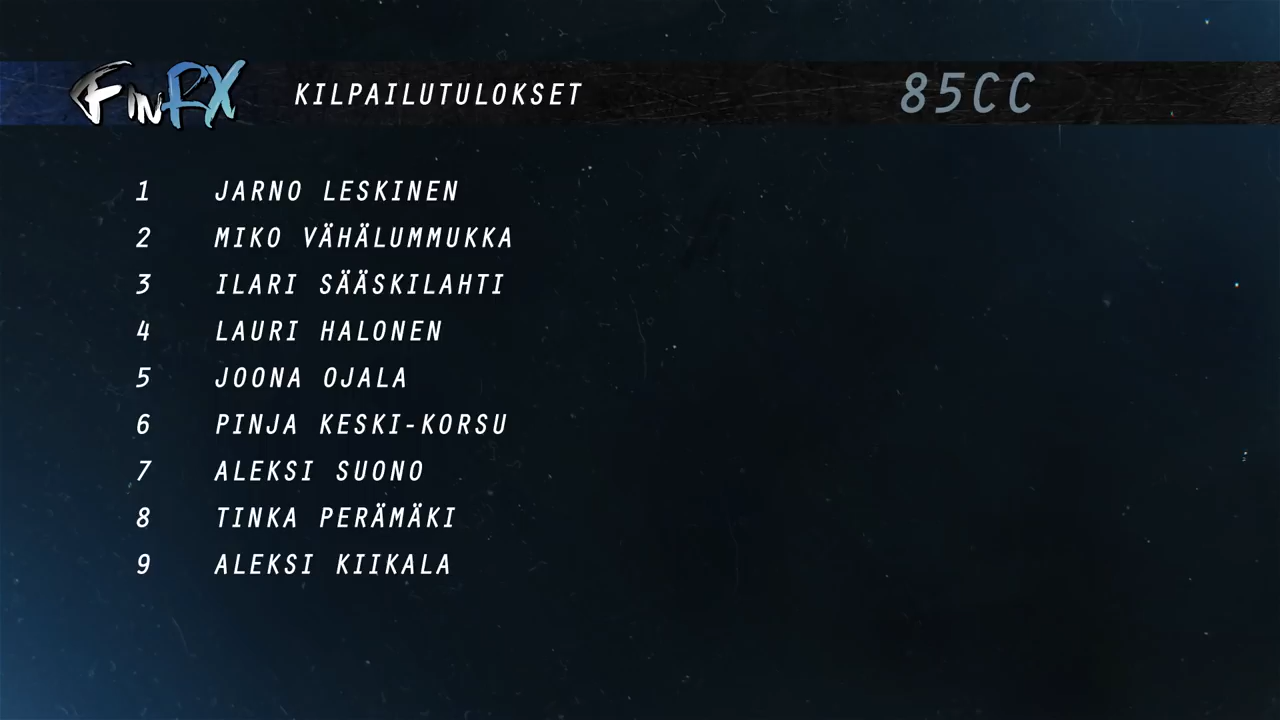 FinRX KILPAILUTULOKSET 85CC
1 JARNO LESKINEN
2 MIKO VÄHÄLUMMUKKA
3 ILARI SÄÄSKILAHTI
4 LAURI HALONEN
5 JOONA OJALA
6 PINJA KESKI-KORSU
7 ALEKSI SUONO
8 TINKA PERÄMÄKI
9 ALEKSI KIIKALA